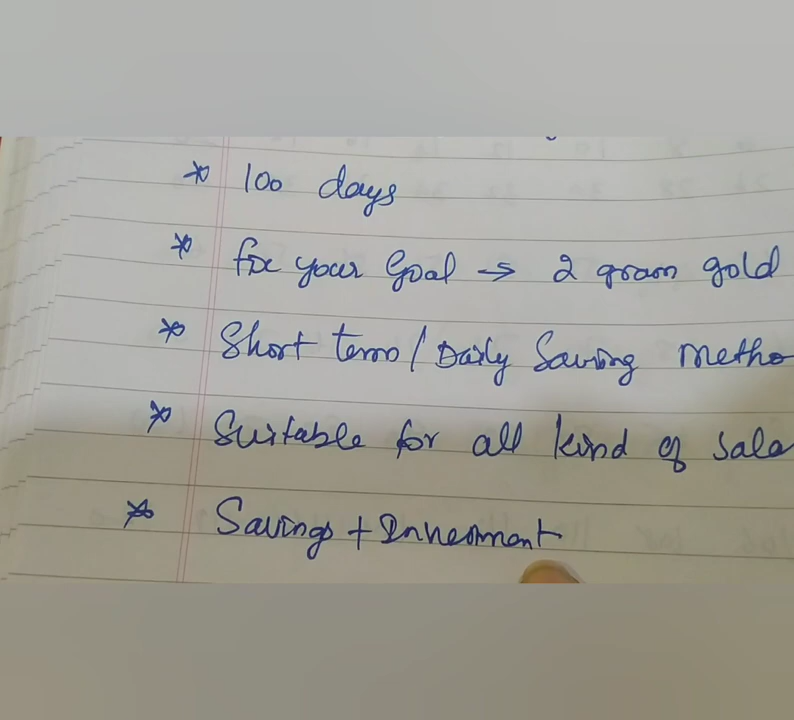 * 100 days
* fix your Goal → 2 gram gold
* Short term / Daily Saving Metho
* Suitable for all kind of Sala
* Savings + Invesment